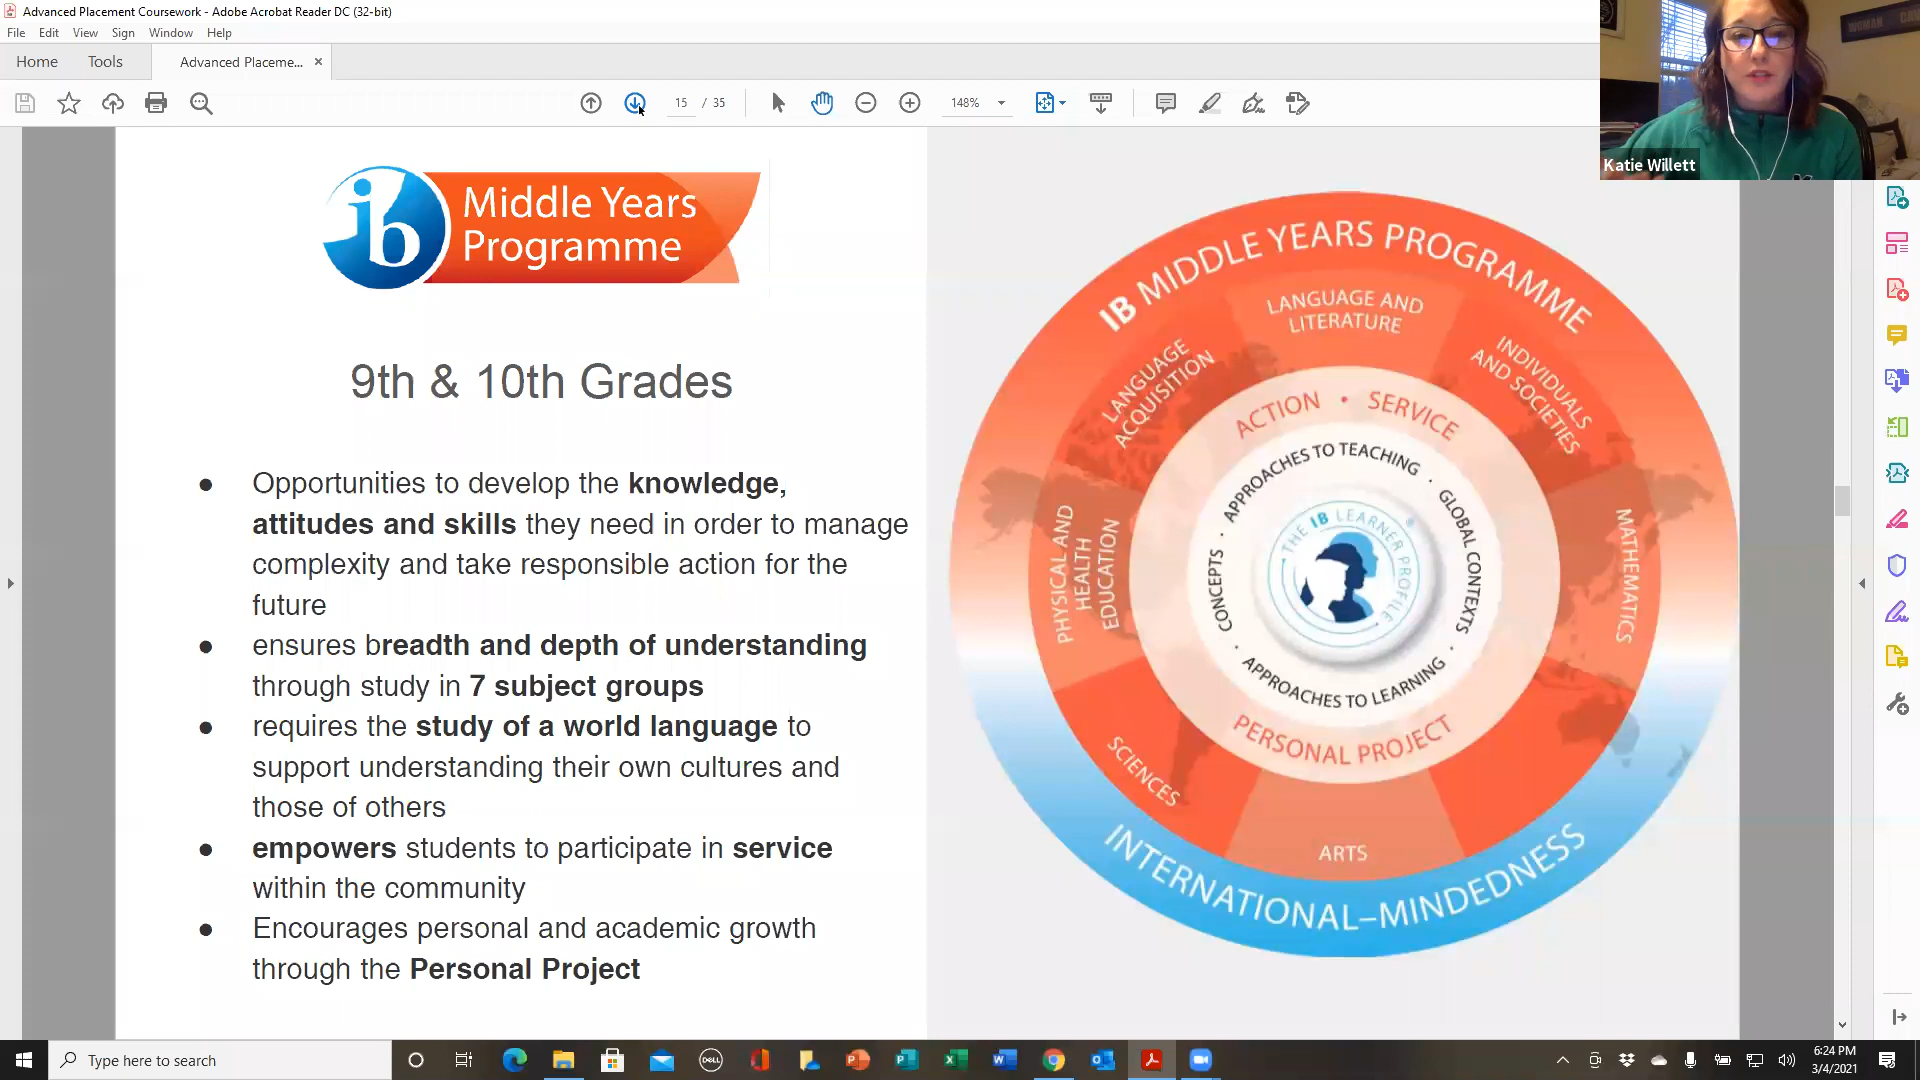 Advanced Placement Coursework - Adobe Acrobat Reader DC (32-bit)
File Edit View Sign Window Help
Home Tools Advanced Placeme... ×
15 / 35 148%
Katie Willett
ib Middle Years
Programme
9th & 10th Grades
● Opportunities to develop the knowledge,
attitudes and skills they need in order to manage
complexity and take responsible action for the
future
● ensures breadth and depth of understanding
through study in 7 subject groups
● requires the study of a world language to
support understanding their own cultures and
those of others
● empowers students to participate in service
within the community
● Encourages personal and academic growth
through the Personal Project
IB MIDDLE YEARS PROGRAMME
LANGUAGE AND
LITERATURE
LANGUAGE
ACQUISITION
INDIVIDUALS
AND SOCIETIES
PHYSICAL AND
HEALTH
EDUCATION
MATHEMATICS
SCIENCES
ARTS
ACTION • SERVICE
PERSONAL PROJECT
APPROACHES TO TEACHING · GLOBAL CONTEXTS · APPROACHES TO LEARNING · CONCEPTS ·
THE IB LEARNER PROFILE
INTERNATIONAL–MINDEDNESS
Type here to search
DELL
6:24 PM
3/4/2021